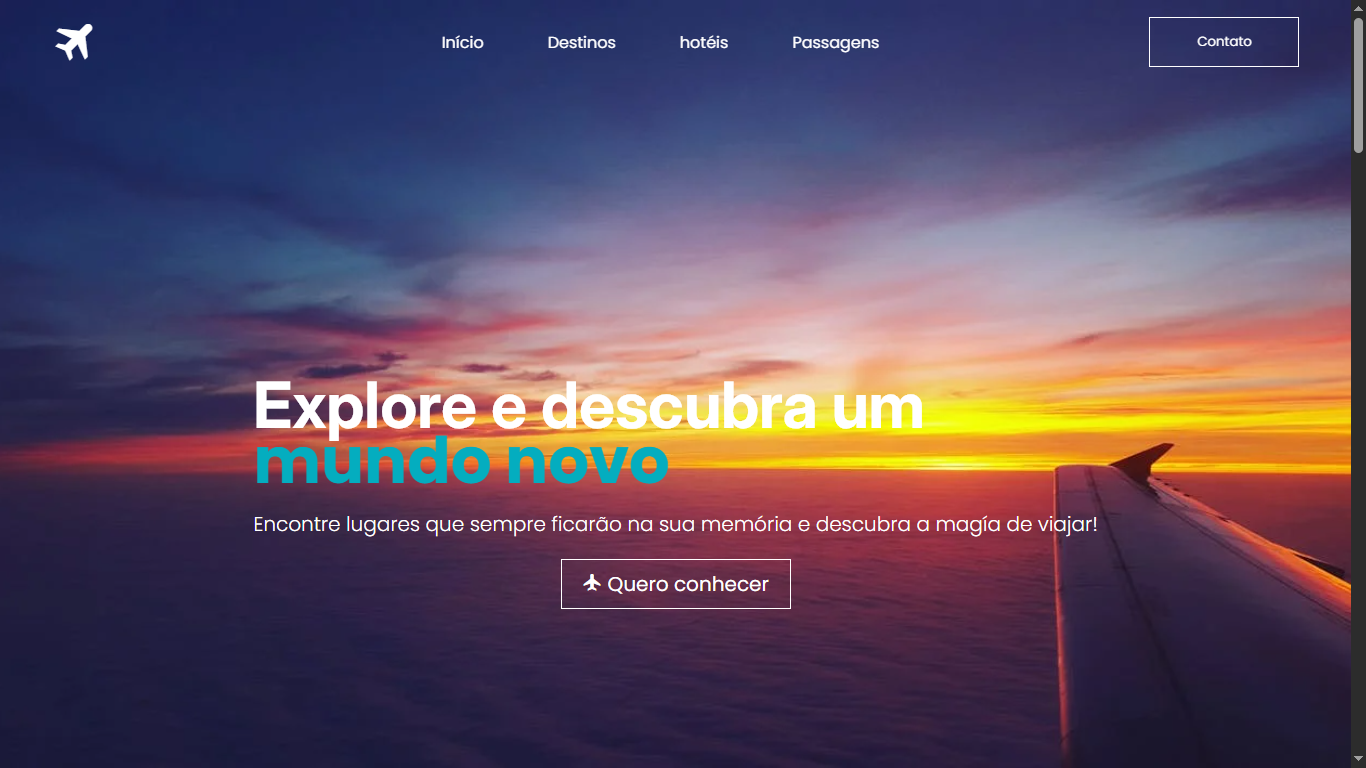 Início Destinos hotéis Passagens Contato
Explore e descubra um
mundo novo
Encontre lugares que sempre ficarão na sua memória e descubra a magía de viajar!
Quero conhecer